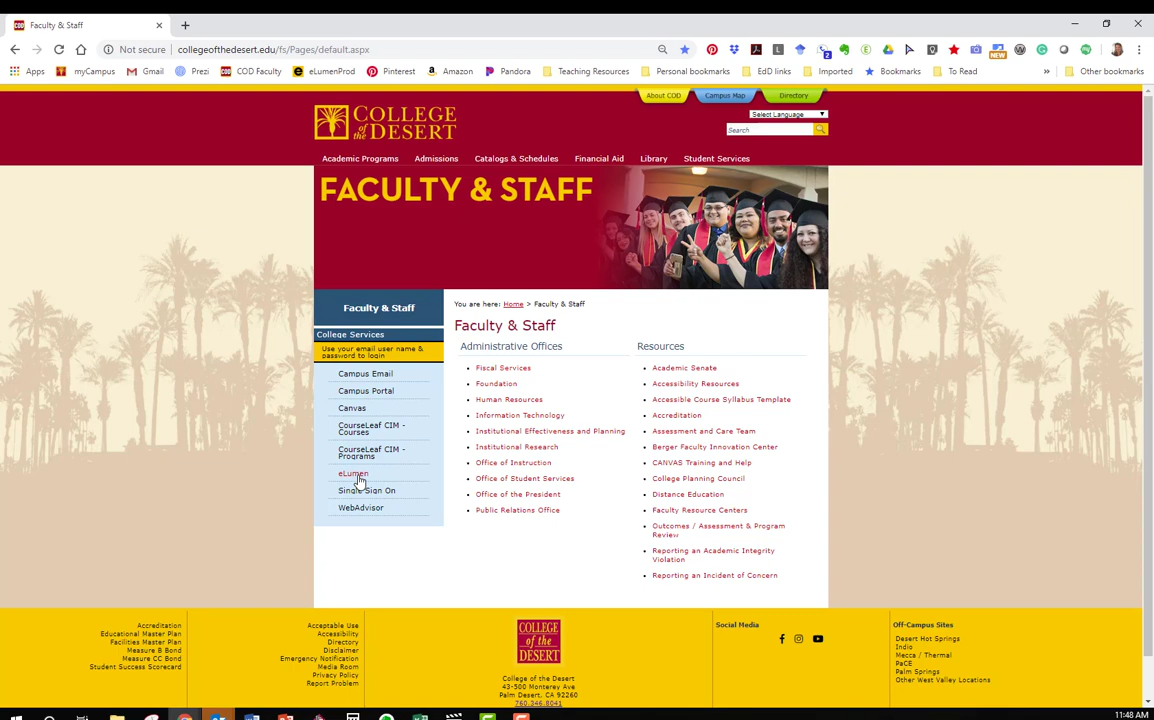 Faculty & Staff
Not secure collegeofthedesert.edu/fs/Pages/default.aspx
Apps myCampus Gmail Prezi COD Faculty eLumenProd Pinterest Amazon Pandora Teaching Resources Personal bookmarks EdD links Imported Bookmarks To Read » Other bookmarks
About COD Campus Map Directory
Select Language
COLLEGE of the DESERT
Search
Academic Programs Admissions Catalogs & Schedules Financial Aid Library Student Services
FACULTY & STAFF
Faculty & Staff
College Services
Use your email user name &
password to login
Campus Email
Campus Portal
Canvas
CourseLeaf CIM -
Courses
CourseLeaf CIM -
Programs
eLumen
Single Sign On
WebAdvisor
You are here: Home > Faculty & Staff
Faculty & Staff
Administrative Offices
• Fiscal Services
• Foundation
• Human Resources
• Information Technology
• Institutional Effectiveness and Planning
• Institutional Research
• Office of Instruction
• Office of Student Services
• Office of the President
• Public Relations Office
Resources
• Academic Senate
• Accessibility Resources
• Accessible Course Syllabus Template
• Accreditation
• Assessment and Care Team
• Berger Faculty Innovation Center
• CANVAS Training and Help
• College Planning Council
• Distance Education
• Faculty Resource Centers
• Outcomes / Assessment & Program
Review
• Reporting an Academic Integrity
Violation
• Reporting an Incident of Concern
Accreditation
Educational Master Plan
Facilities Master Plan
Measure B Bond
Measure CC Bond
Student Success Scorecard
Acceptable Use
Accessibility
Directory
Disclaimer
Emergency Notification
Media Room
Privacy Policy
Report Problem
COLLEGE of the DESERT
College of the Desert
43-500 Monterey Ave
Palm Desert, CA 92260
760.346.8041
Social Media
Off-Campus Sites
Desert Hot Springs
Indio
Mecca / Thermal
PaCE
Palm Springs
Other West Valley Locations
11:48 AM